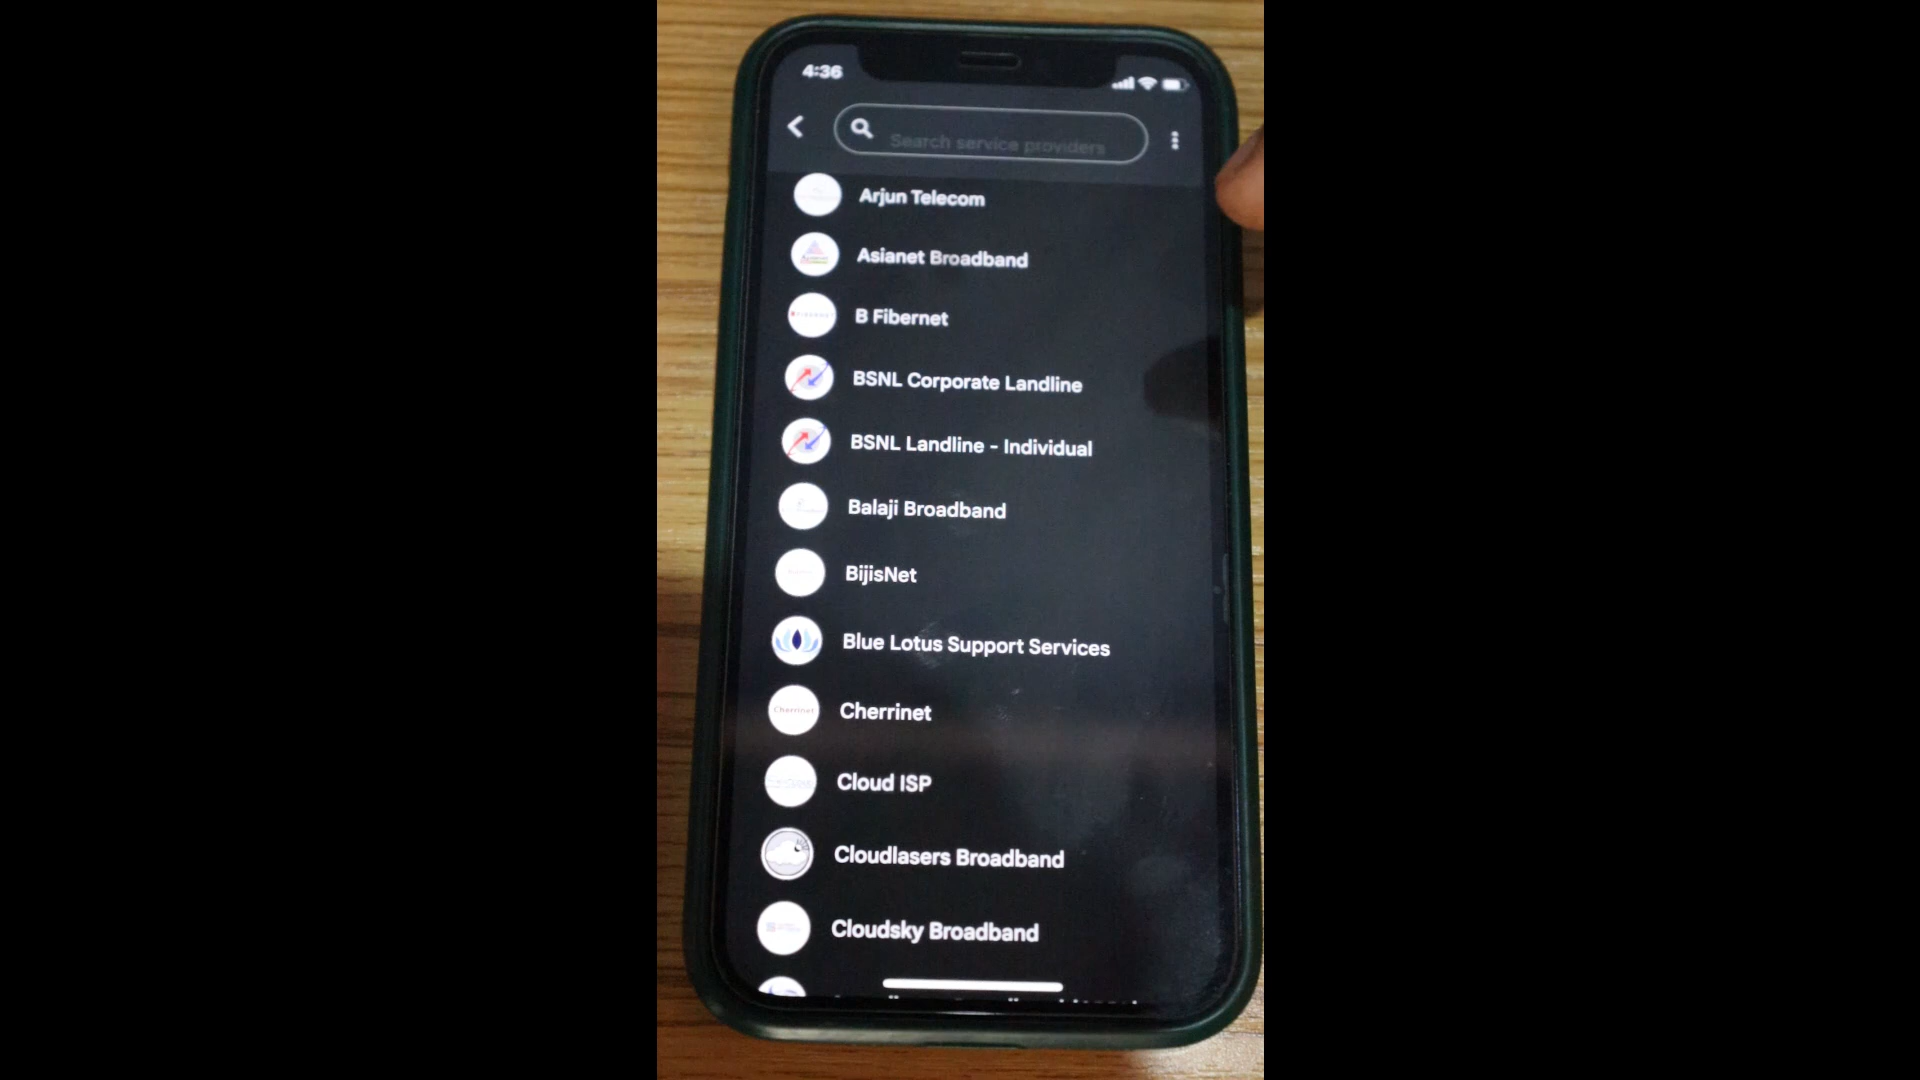 4:36
Search service providers
Arjun Telecom
Asianet Broadband
B Fibernet
BSNL Corporate Landline
BSNL Landline - Individual
Balaji Broadband
BijisNet
Blue Lotus Support Services
Cherrinet
Cherrinet
Cloud ISP
Cloudlasers Broadband
Cloudsky Broadband